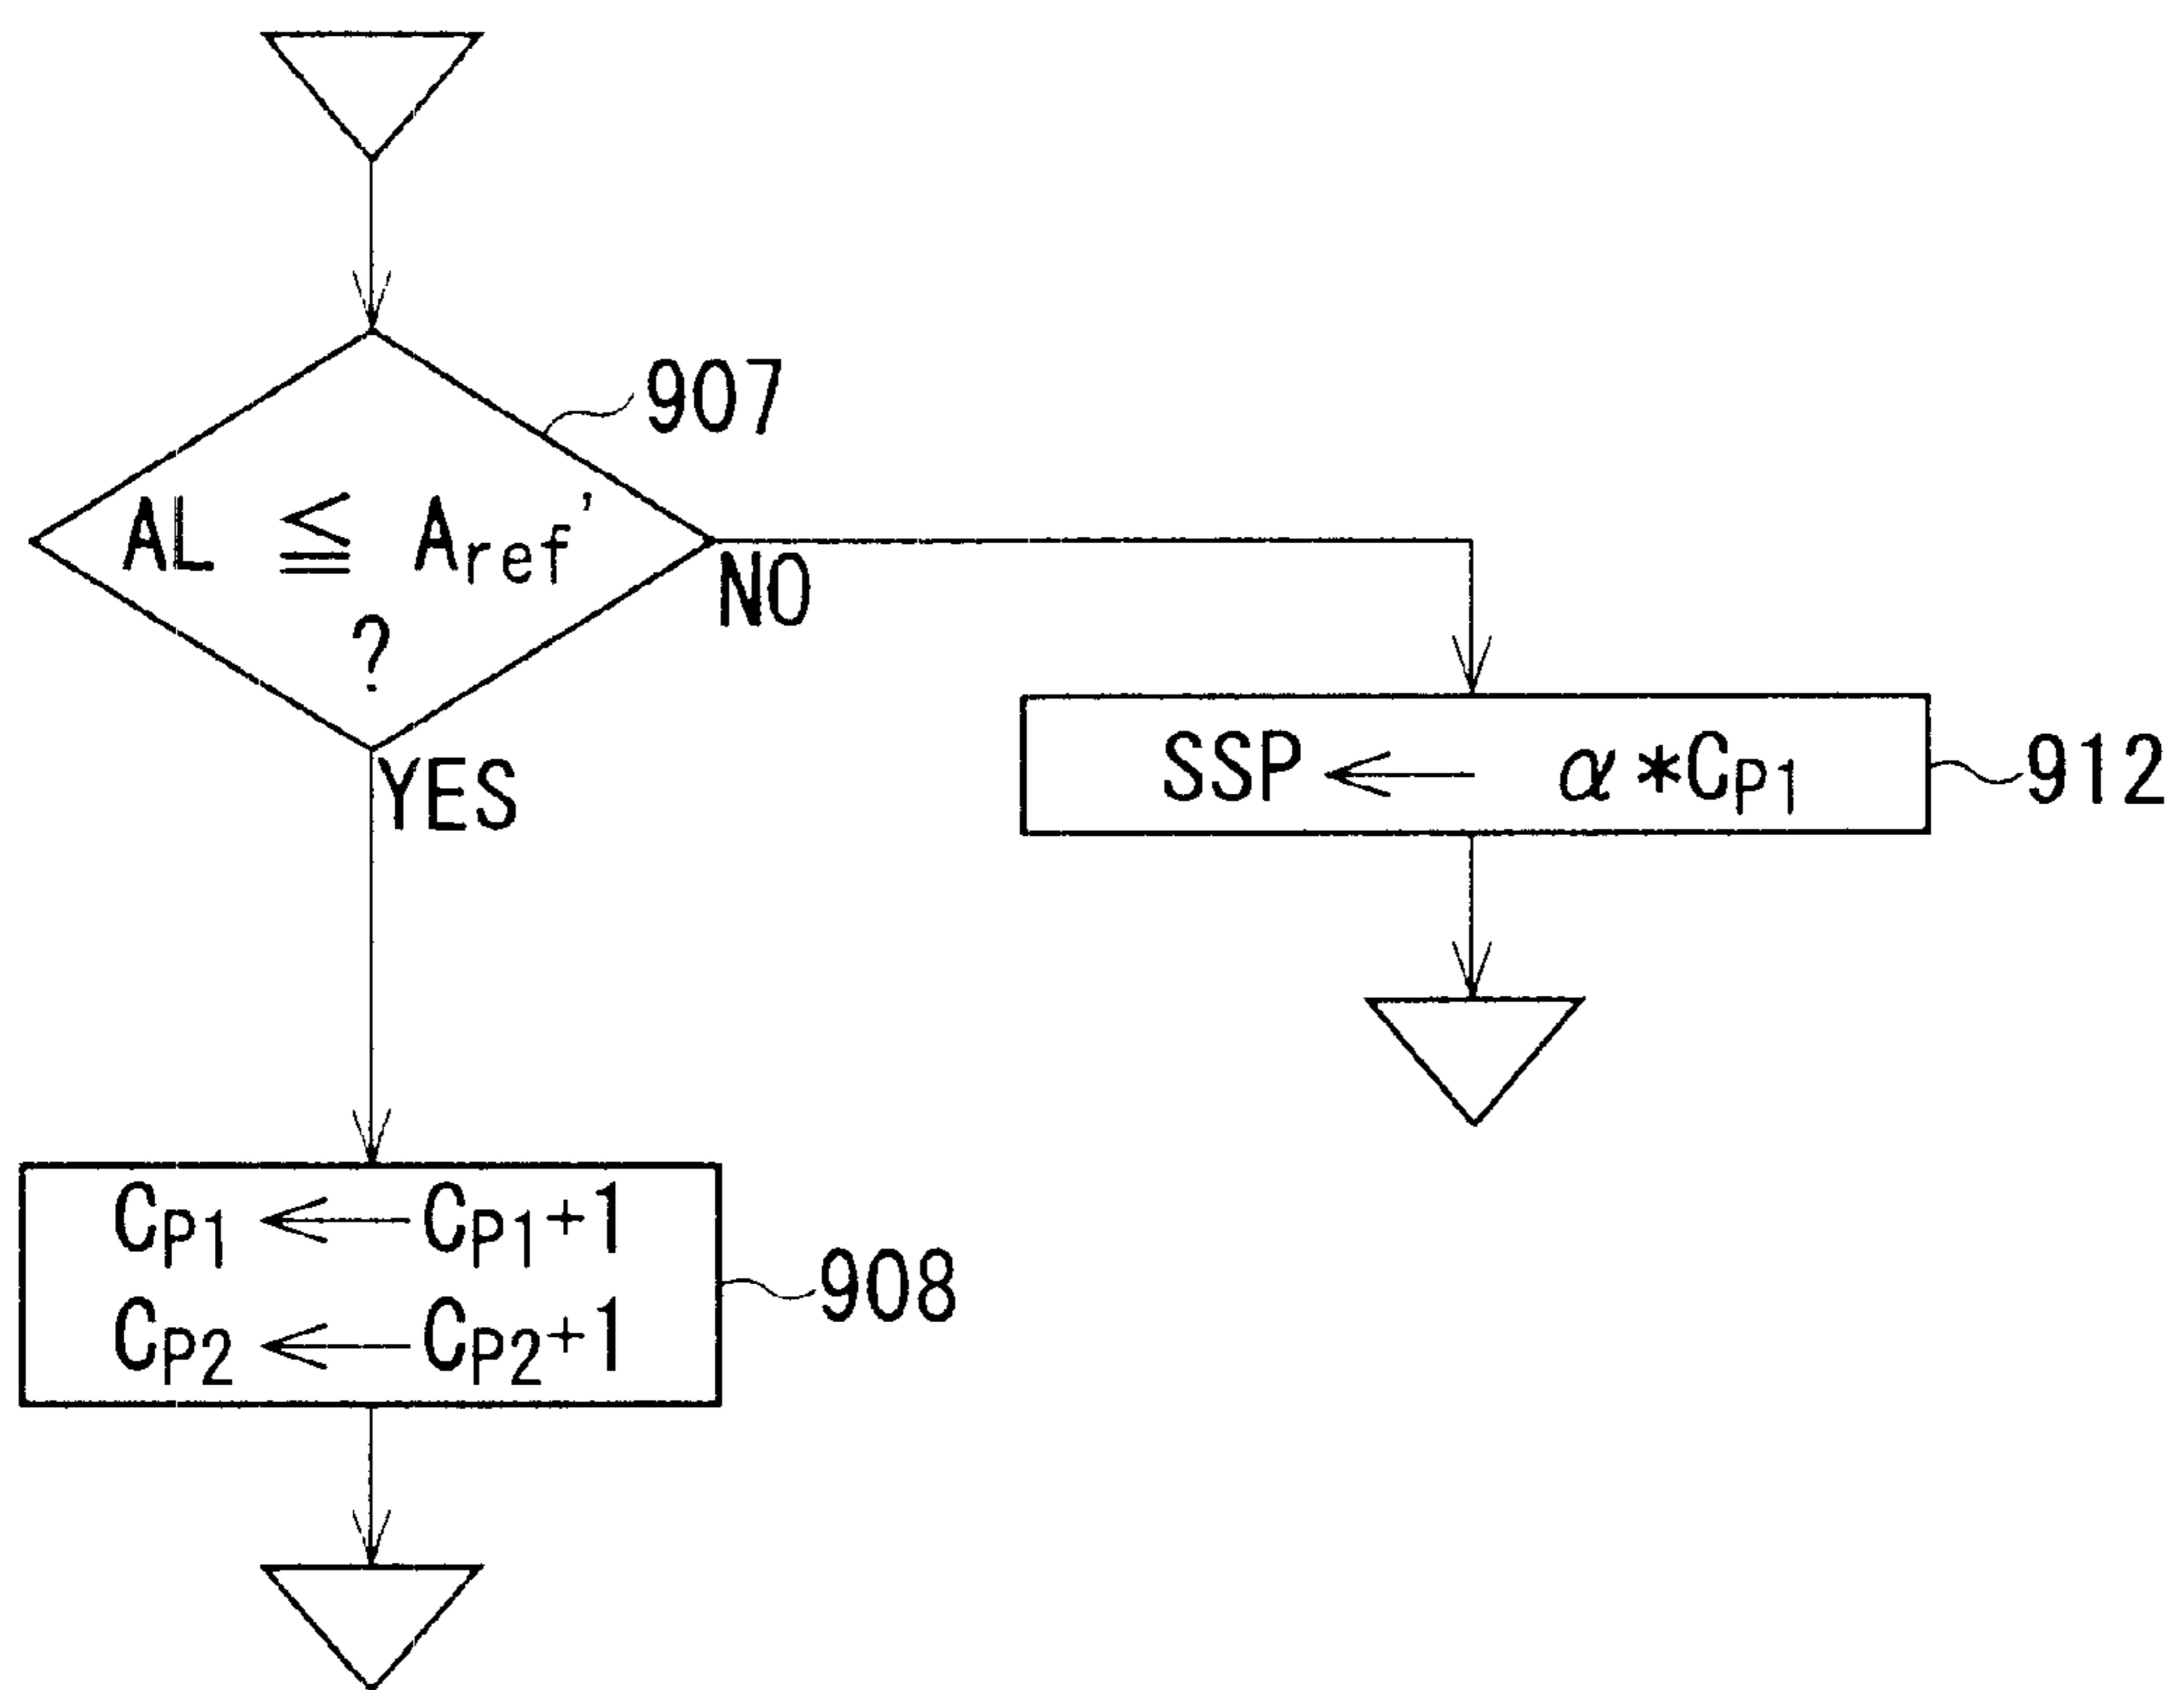 907
AL ≦ Aref'
?
NO
YES
SSP ← α*CP1
912
CP1 ← CP1+1
CP2 ← CP2+1
908